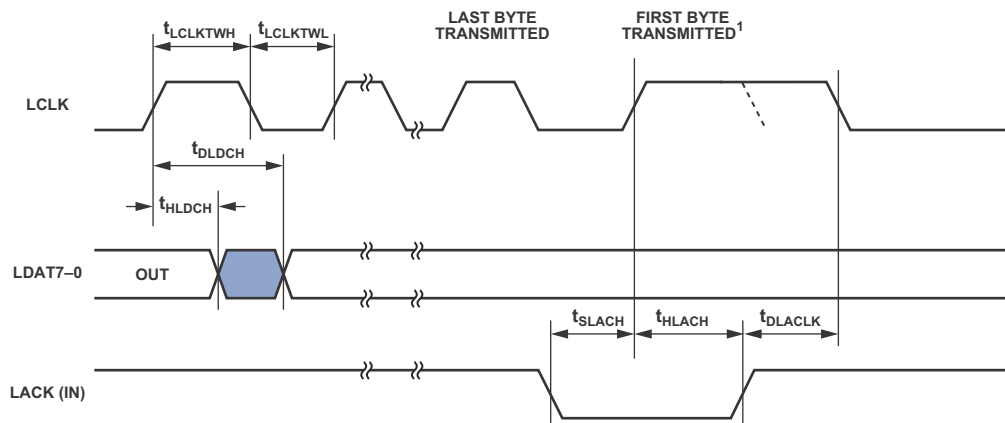 LAST BYTE
TRANSMITTED
FIRST BYTE
TRANSMITTED¹
tLCLKTWH
tLCLKTWL
LCLK
tDLDCH
tHLDCH
LDAT7–0
OUT
tSLACH
tHLACH
tDLACLK
LACK (IN)